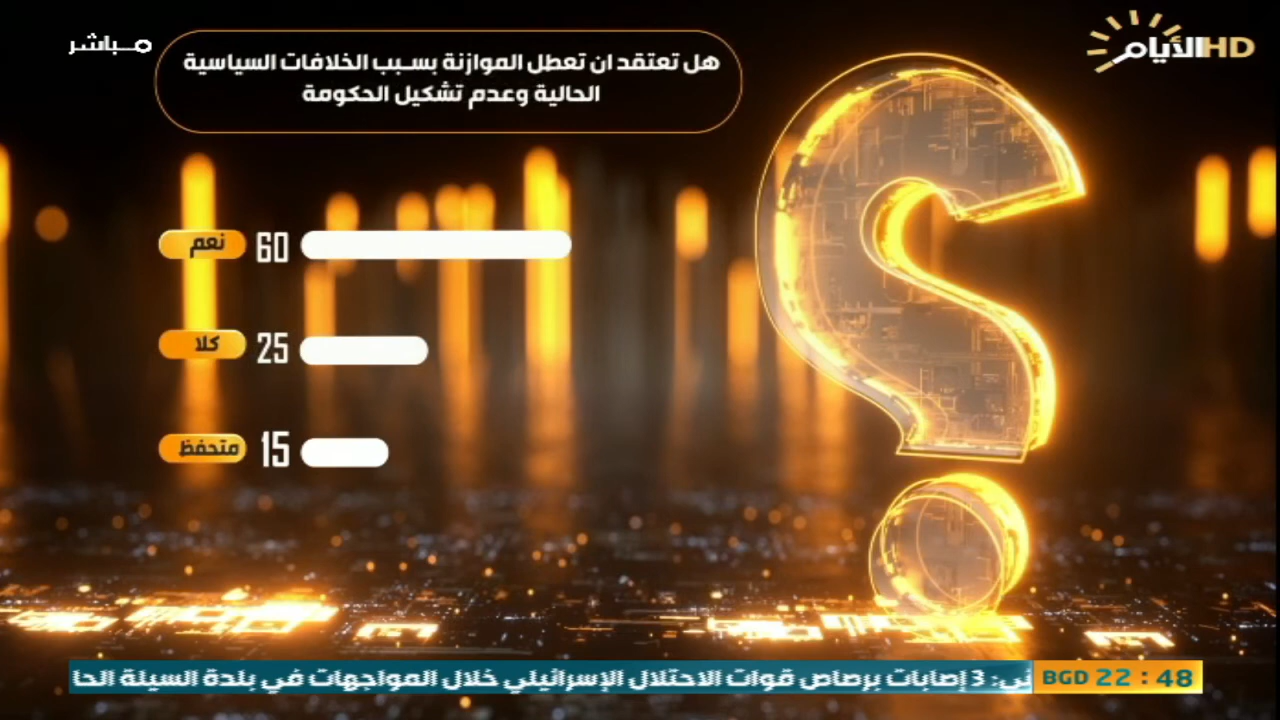 مباشر
الأيام HD
هل تعتقد ان تعطل الموازنة بسبب الخلافات السياسية
الحالية وعدم تشكيل الحكومة
نعم 60
كلا 25
متحفظ 15
ني: 3 إصابات برصاص قوات الاحتلال الإسرائيلي خلال المواجهات في بلدة السيلة الحا
BGD 22 : 48